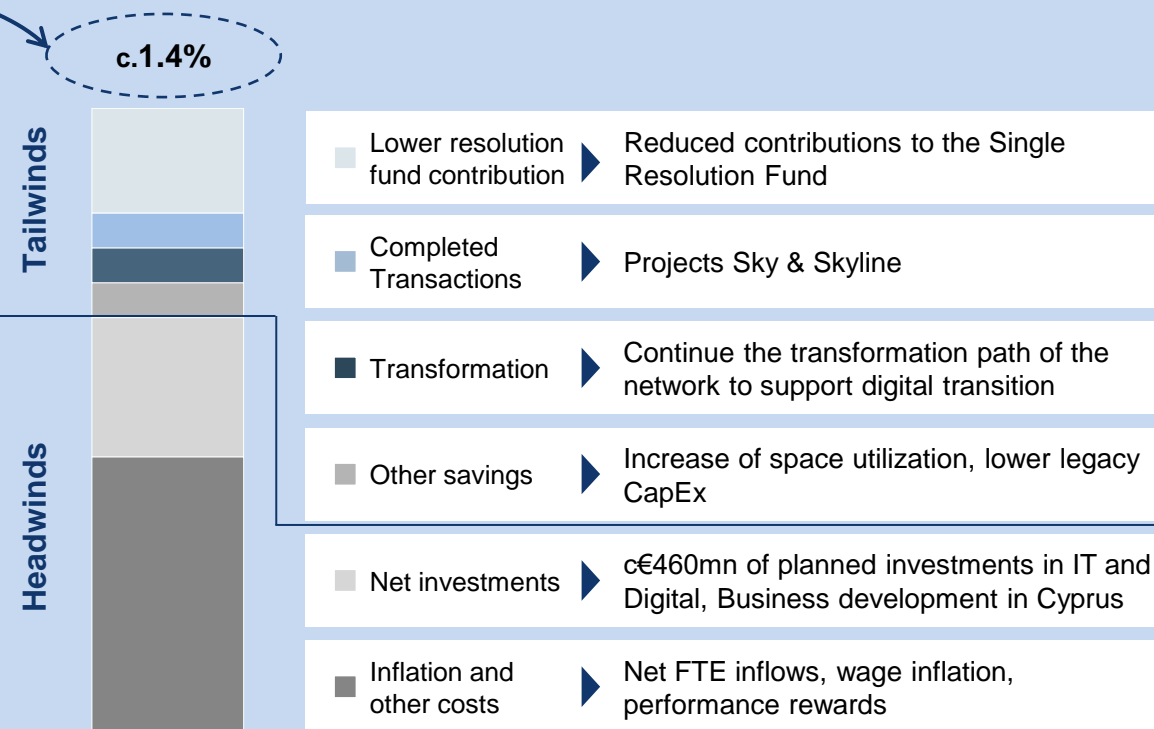 c.1.4%
Tailwinds
Lower resolution
fund contribution
Reduced contributions to the Single
Resolution Fund
Completed
Transactions
Projects Sky & Skyline
Transformation
Continue the transformation path of the
network to support digital transition
Other savings
Increase of space utilization, lower legacy
CapEx
Headwinds
Net investments
c€460mn of planned investments in IT and
Digital, Business development in Cyprus
Inflation and
other costs
Net FTE inflows, wage inflation,
performance rewards